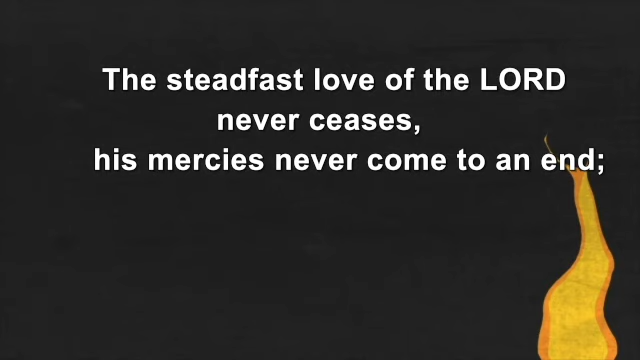 The steadfast love of the LORD
never ceases,
his mercies never come to an end;